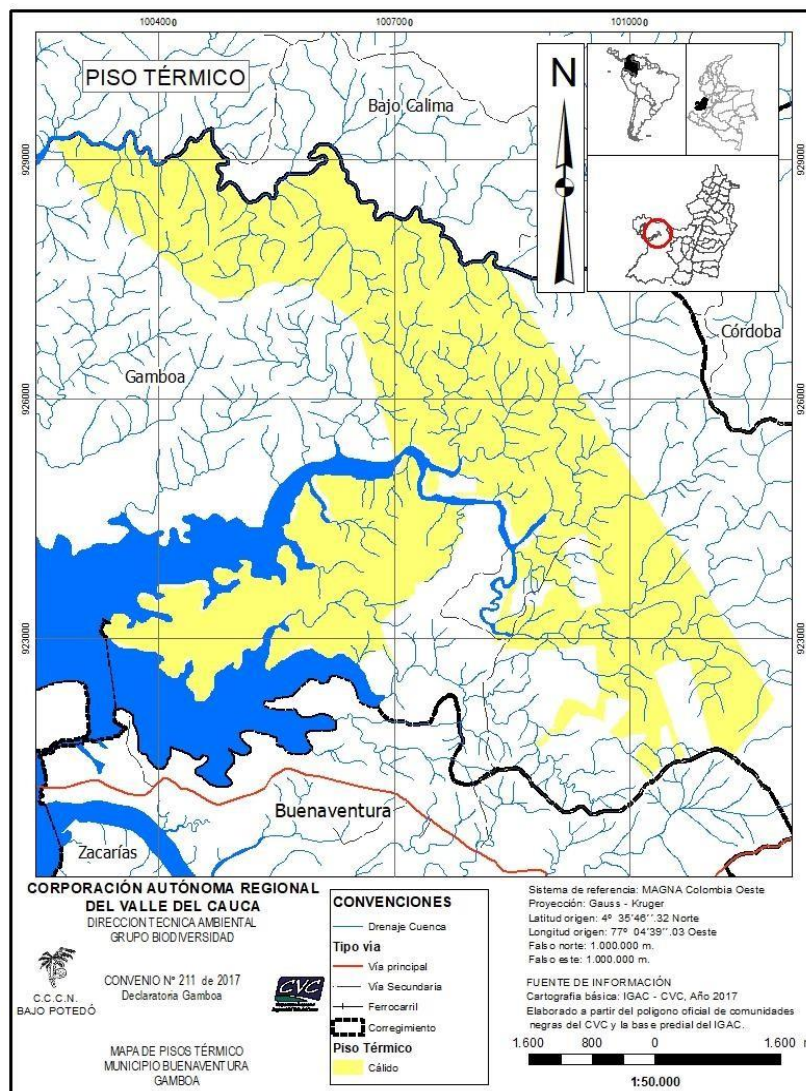 1004000
1007000
1010000
PISO TÉRMICO
Bajo Calima
N
929000
929000
Córdoba
Gamboa
926000
926000
923000
923000
Buenaventura
Zacarías
CORPORACIÓN AUTÓNOMA REGIONAL
DEL VALLE DEL CAUCA
DIRECCION TECNICA AMBIENTAL
GRUPO BIODIVERSIDAD
C.C.C.N.
BAJO POTEDÓ
CONVENIO N° 211 de 2017
Declaratoria Gamboa
CVC
MAPA DE PISOS TÉRMICO
MUNICIPIO BUENAVENTURA
GAMBOA
CONVENCIONES
Drenaje Cuenca
Tipo vía
Vía principal
Vía Secundaria
Ferrocarril
Corregimiento
Piso Térmico
Cálido
Sistema de referencia: MAGNA Colombia Oeste
Proyección: Gauss - Kruger
Latitud origen: 4º 35'46''.32 Norte
Longitud origen: 77º 04'39''.03 Oeste
Falso norte: 1.000.000 m.
Falso este: 1.000.000 m.
FUENTE DE INFORMACIÓN
Cartografia básica: IGAC - CVC, Año 2017
Elaborado a partir del poligono oficial de comunidades
negras del CVC y la base predial del IGAC.
1.600 800 0 1.600 m
1:50.000